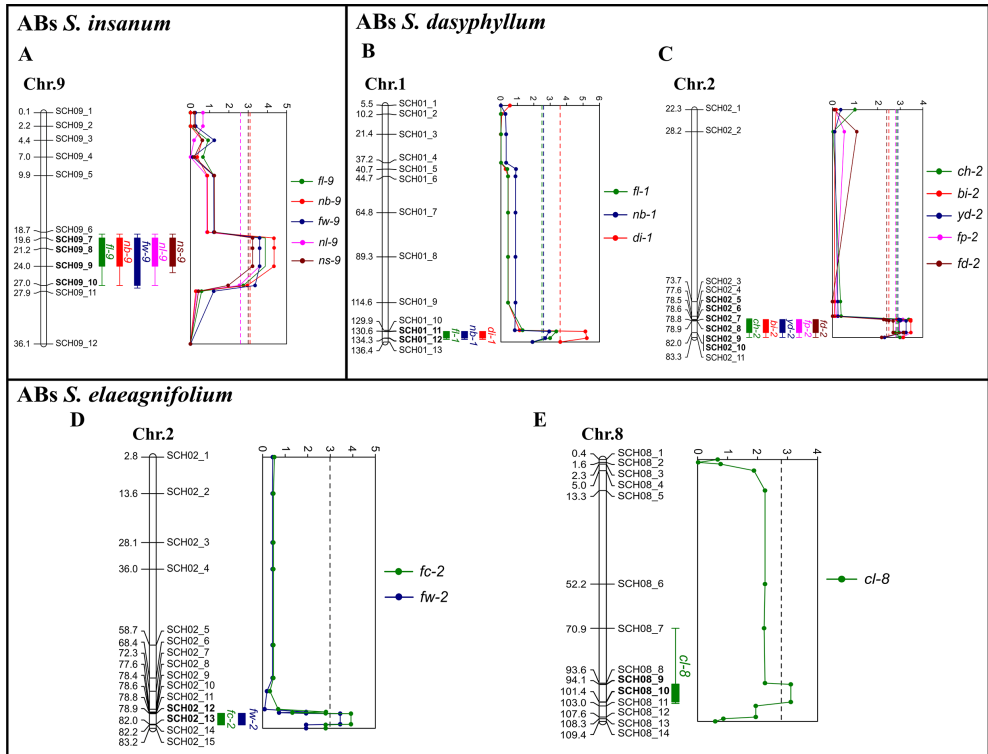 ABs S. insanum
A
Chr.9
0 1 2 3 4 5
0.1 SCH09_1
2.2 SCH09_2
4.4 SCH09_3
7.0 SCH09_4
9.9 SCH09_5
18.7 SCH09_6
19.6 SCH09_7
21.2 SCH09_8
24.0 SCH09_9
27.0 SCH09_10
27.9 SCH09_11
36.1 SCH09_12
fl-9 nb-9 fw-9 nl-9 ns-9
fl-9
nb-9
fw-9
nl-9
ns-9
ABs S. dasyphyllum
B
Chr.1
0 1 2 3 4 5 6
5.5 SCH01_1
10.2 SCH01_2
21.4 SCH01_3
37.2 SCH01_4
40.7 SCH01_5
44.7 SCH01_6
64.8 SCH01_7
89.3 SCH01_8
114.6 SCH01_9
129.9 SCH01_10
130.6 SCH01_11
134.3 SCH01_12
136.4 SCH01_13
fl-1 nb-1 di-1
fl-1
nb-1
di-1
C
Chr.2
0 1 2 3 4
22.3 SCH02_1
28.2 SCH02_2
73.7 SCH02_3
77.6 SCH02_4
78.5 SCH02_5
78.6 SCH02_6
78.8 SCH02_7
78.9 SCH02_8
82.0 SCH02_9
SCH02_10
83.3 SCH02_11
ch-2 bi-2 yd-2 fp-2 fd-2
ch-2
bi-2
yd-2
fp-2
fd-2
ABs S. elaeagnifolium
D
Chr.2
0 1 2 3 4 5
2.8 SCH02_1
13.6 SCH02_2
28.1 SCH02_3
36.0 SCH02_4
58.7 SCH02_5
68.4 SCH02_6
72.3 SCH02_7
77.6 SCH02_8
78.4 SCH02_9
78.6 SCH02_10
78.8 SCH02_11
78.9 SCH02_12
82.0 SCH02_13
82.2 SCH02_14
83.2 SCH02_15
fc-2 fw-2
fc-2
fw-2
E
Chr.8
0 1 2 3 4
0.4 SCH08_1
1.6 SCH08_2
2.3 SCH08_3
5.0 SCH08_4
13.3 SCH08_5
52.2 SCH08_6
70.9 SCH08_7
93.6 SCH08_8
94.1 SCH08_9
101.4 SCH08_10
103.0 SCH08_11
107.6 SCH08_12
108.3 SCH08_13
109.4 SCH08_14
cl-8
cl-8